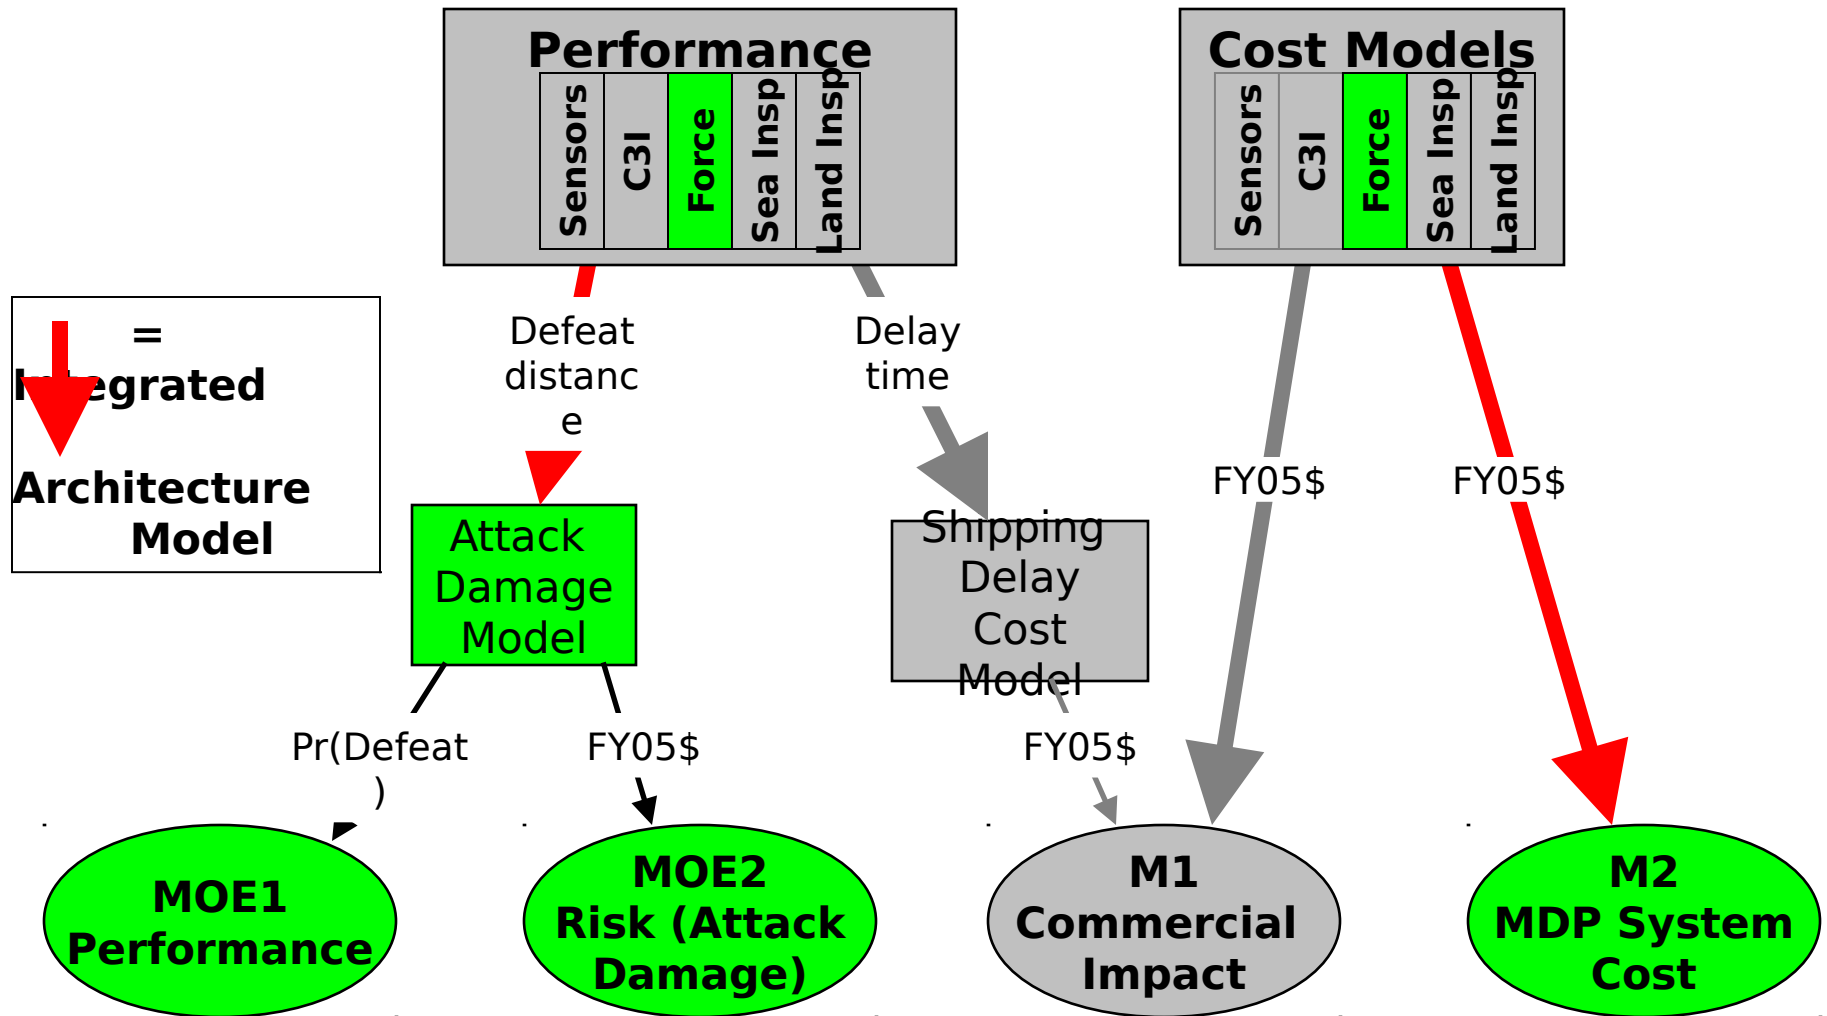 Performance
Sensors
C3I
Force
Sea Insp
Land Insp
Cost Models
Sensors
C3I
Force
Sea Insp
Land Insp
=
Integrated
Architecture
Model
Defeat
distanc
e
Delay
time
FY05$
FY05$
Attack
Damage
Model
Shipping
Delay
Cost
Model
Pr(Defeat
)
FY05$
FY05$
MOE1
Performance
MOE2
Risk (Attack
Damage)
M1
Commercial
Impact
M2
MDP System
Cost